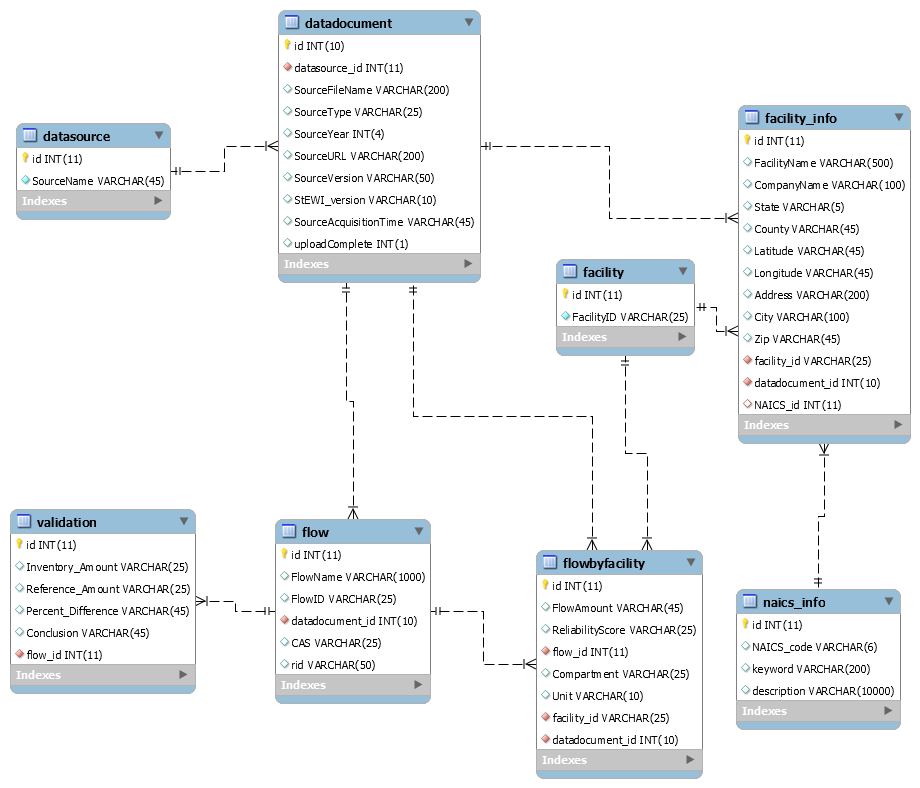 datadocument
id INT(10)
datasource_id INT(11)
SourceFileName VARCHAR(200)
SourceType VARCHAR(25)
SourceYear INT(4)
SourceURL VARCHAR(200)
SourceVersion VARCHAR(50)
StEWI_version VARCHAR(10)
SourceAcquisitionTime VARCHAR(45)
uploadComplete INT(1)
Indexes
datasource
id INT(11)
SourceName VARCHAR(45)
Indexes
facility_info
id INT(11)
FacilityName VARCHAR(500)
CompanyName VARCHAR(100)
State VARCHAR(5)
County VARCHAR(45)
Latitude VARCHAR(45)
Longitude VARCHAR(45)
Address VARCHAR(200)
City VARCHAR(100)
Zip VARCHAR(45)
facility_id VARCHAR(25)
datadocument_id INT(10)
NAICS_id INT(11)
Indexes
facility
id INT(11)
FacilityID VARCHAR(25)
Indexes
validation
id INT(11)
Inventory_Amount VARCHAR(25)
Reference_Amount VARCHAR(25)
Percent_Difference VARCHAR(45)
Conclusion VARCHAR(45)
flow_id INT(11)
Indexes
flow
id INT(11)
FlowName VARCHAR(1000)
FlowID VARCHAR(25)
datadocument_id INT(10)
CAS VARCHAR(25)
rid VARCHAR(50)
Indexes
flowbyfacility
id INT(11)
FlowAmount VARCHAR(45)
ReliabilityScore VARCHAR(25)
flow_id INT(11)
Compartment VARCHAR(25)
Unit VARCHAR(10)
facility_id VARCHAR(25)
datadocument_id INT(10)
Indexes
naics_info
id INT(11)
NAICS_code VARCHAR(6)
keyword VARCHAR(200)
description VARCHAR(10000)
Indexes